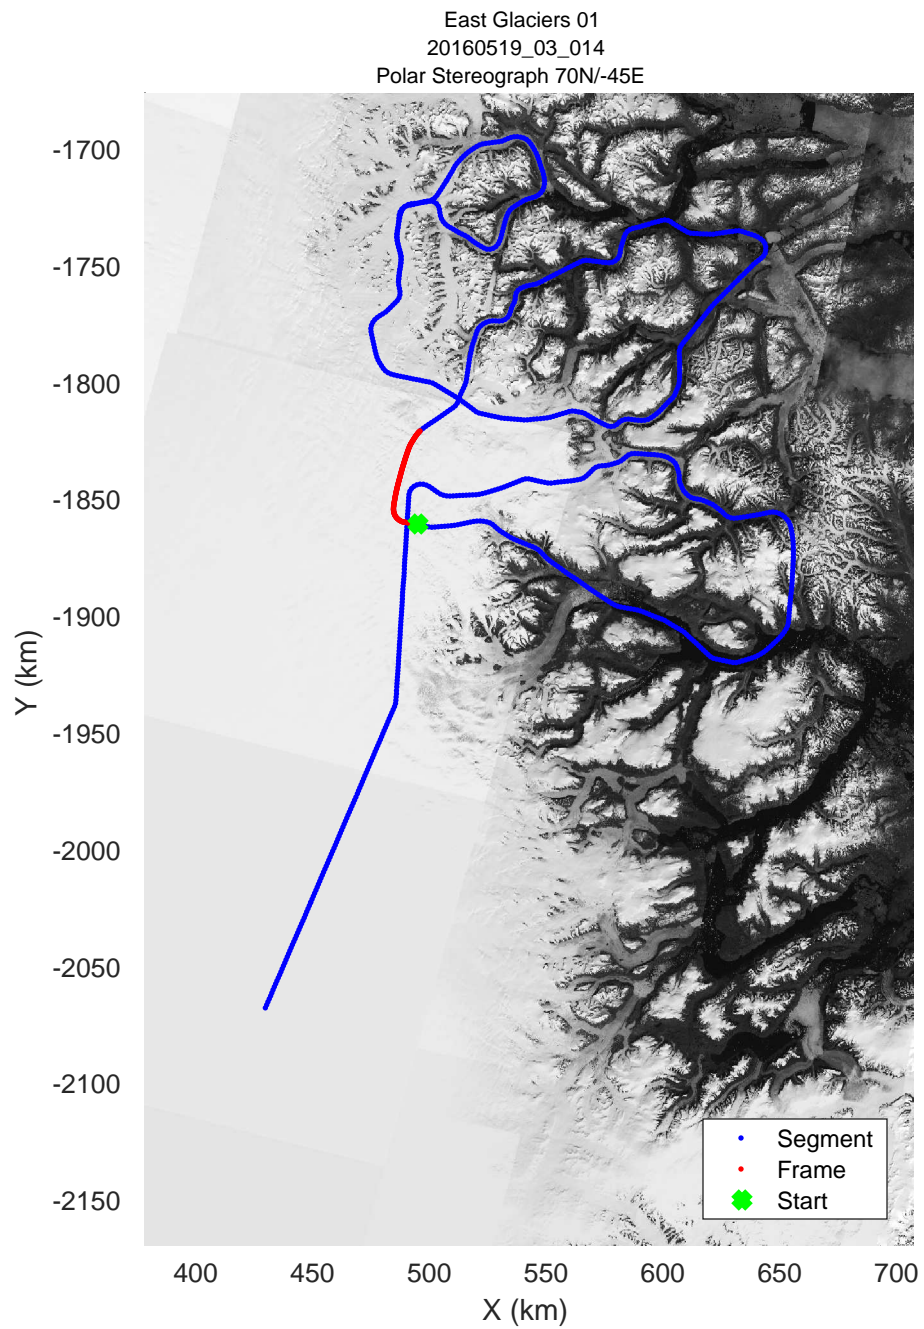 East Glaciers 01
20160519_03_014
Polar Stereograph 70N/-45E
-1700
-1750
-1800
-1850
-1900
-1950
-2000
-2050
-2100
-2150
Y (km)
Segment
Frame
Start
400 450 500 550 600 650 700
X (km)